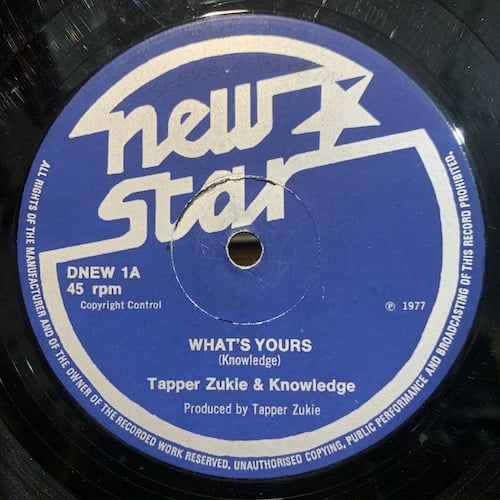 new
star
DNEW 1A
45 rpm
Copyright Control
℗ 1977
WHAT'S YOURS
(Knowledge)
Tapper Zukie & Knowledge
Produced by Tapper Zukie
ALL RIGHTS OF THE MANUFACTURER AND OF THE OWNER OF THE RECORDED WORK RESERVED. UNAUTHORISED COPYING, PUBLIC PERFORMANCE AND BROADCASTING OF THIS RECORD PROHIBITED.